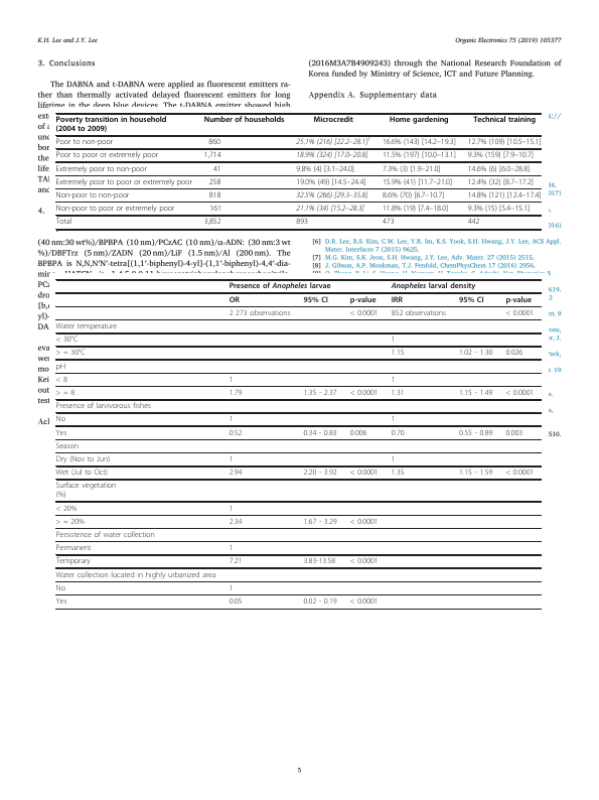 K.H. Lee and J.Y. Lee
Organic Electronics 75 (2019) 105377
3. Conclusions
The DABNA and t-DABNA were applied as fluorescent emitters ra-
ther than thermally activated delayed fluorescent emitters for long
lifetime in the deep blue devices. The t-DABNA emitter showed high
(2016M3A7B4909243) through the National Research Foundation of
Korea funded by Ministry of Science, ICT and Future Planning.
Appendix A. Supplementary data
Poverty transition in household (2004 to 2009) Number of households Microcredit Home gardening Technical training
Poor to non-poor 860 25.1% (216) [22.2–28.1]† 16.6% (143) [14.2–19.3] 12.7% (109) [10.5–15.1]
Poor to poor or extremely poor 1,714 18.9% (324) [17.0–20.8] 11.5% (197) [10.0–13.1] 9.3% (159) [7.9–10.7]
Extremely poor to non-poor 41 9.8% (4) [3.1–24.0] 7.3% (3) [1.9–21.0] 14.6% (6) [6.0–28.8]
Extremely poor to poor or extremely poor 258 19.0% (49) [14.5–24.4] 15.9% (41) [11.7–21.0] 12.4% (32) [8.7–17.2]
Non-poor to non-poor 818 32.5% (266) [29.3–35.8] 8.6% (70) [6.7–10.7] 14.8% (121) [12.4–17.4]
Non-poor to poor or extremely poor 161 21.1% (34) [15.2–28.3] 11.8% (19) [7.4–18.0] 9.3% (15) [5.4–15.1]
Total 3,852 893 473 442
4.
(40 nm:30 wt%)/BPBPA (10 nm)/PCzAC (10 nm)/α-ADN: (30 nm:3 wt
%)/DBFTrz (5 nm)/ZADN (20 nm)/LiF (1.5 nm)/Al (200 nm). The
BPBPA is N,N,N′N′-tetra[(1,1′-biphenyl)-4-yl]-(1,1′-biphenyl)-4,4′-dia-
[6] D.R. Lee, B.S. Kim, C.W. Lee, Y.R. Im, K.S. Yook, S.H. Hwang, J.Y. Lee, ACS Appl.
Mater. Interfaces 7 (2015) 9625.
[7] M.G. Kim, S.K. Jeon, S.H. Hwang, J.Y. Lee, Adv. Mater. 27 (2015) 2515.
[8] J. Gibson, A.P. Monkman, T.J. Penfold, ChemPhysChem 17 (2016) 2956.
Presence of Anopheles larvae Anopheles larval density
OR 95% CI p-value IRR 95% CI p-value
2 273 observations < 0.0001 852 observations < 0.0001
Water temperature
< 30°C 1
> = 30°C 1.15 1.02 - 1.30 0.026
pH
< 8 1 1
> = 8 1.79 1.35 - 2.37 < 0.0001 1.31 1.15 - 1.49 < 0.0001
Presence of larvivorous fishes
No 1 1
Yes 0.52 0.34 - 0.83 0.006 0.70 0.55 - 0.89 0.003
Season
Dry (Nov to Jun) 1 1
Wet (Jul to Oct) 2.94 2.20 - 3.92 < 0.0001 1.35 1.15 - 1.59 < 0.0001
Surface vegetation
(%)
< 20% 1
> = 20% 2.34 1.67 - 3.29 < 0.0001
Persistence of water collection
Permanent 1
Temporary 7.21 3.83-13.58 < 0.0001
Water collection located in highly urbanized area
No 1
Yes 0.05 0.02 - 0.19 < 0.0001
5